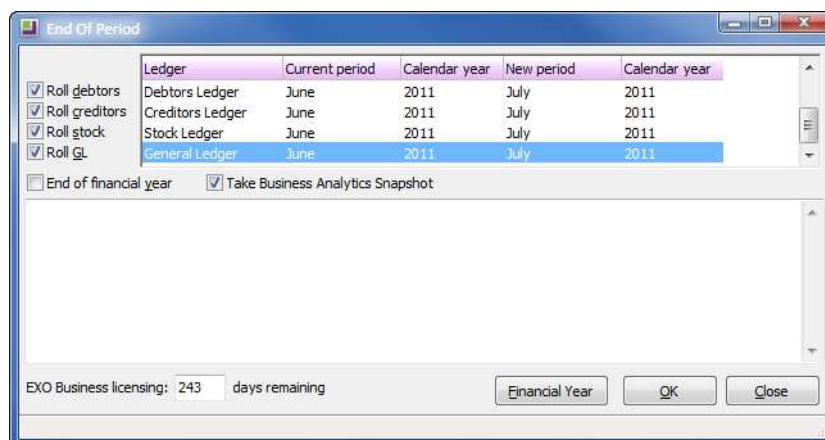 End Of Period
Ledger Current period Calendar year New period Calendar year
Roll debtors Debtors Ledger June 2011 July 2011
Roll creditors Creditors Ledger June 2011 July 2011
Roll stock Stock Ledger June 2011 July 2011
Roll GL General Ledger June 2011 July 2011
End of financial year Take Business Analytics Snapshot
EXO Business licensing: 243 days remaining Financial Year OK Close